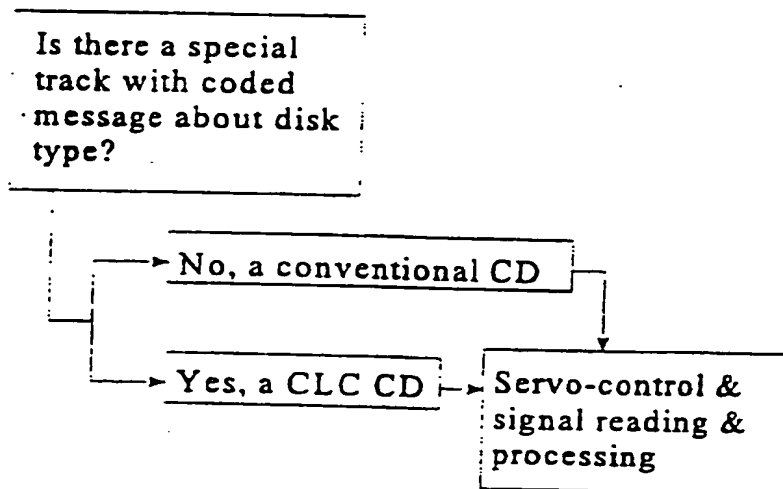 Is there a special
track with coded
message about disk
type?
No, a conventional CD
Yes, a CLC CD
Servo-control &
signal reading &
processing